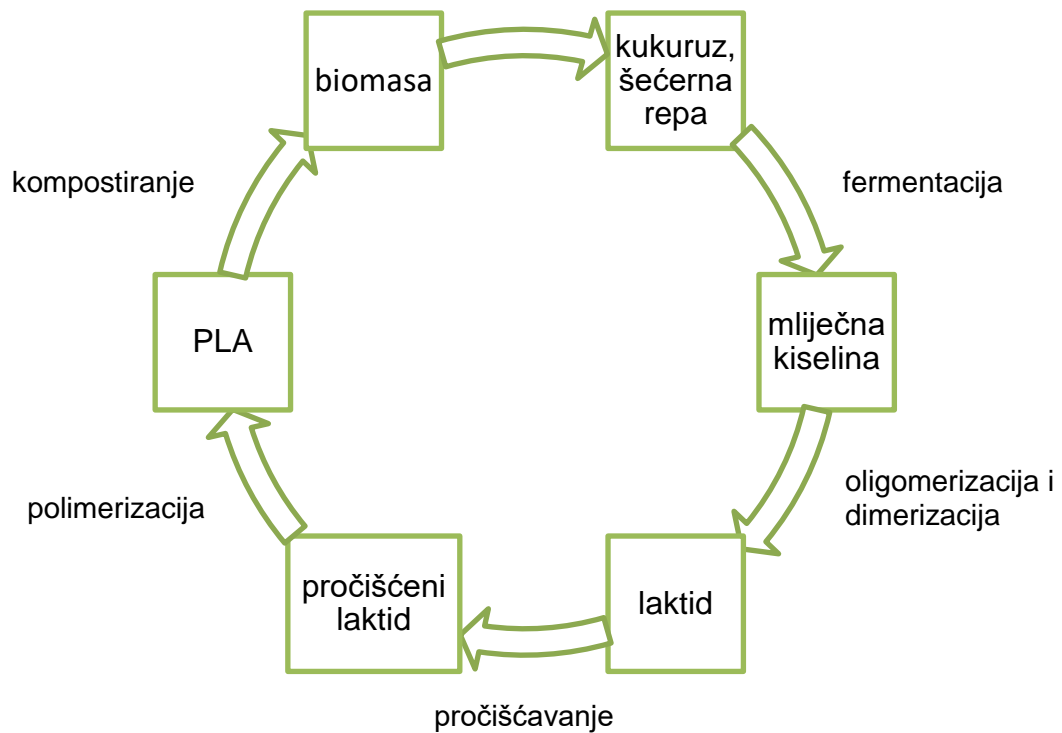 biomasa
kukuruz,
šećerna
repa
kompostiranje
fermentacija
PLA
mliječna
kiselina
polimerizacija
oligomerizacija i
dimerizacija
pročišćeni
laktid
laktid
pročišćavanje